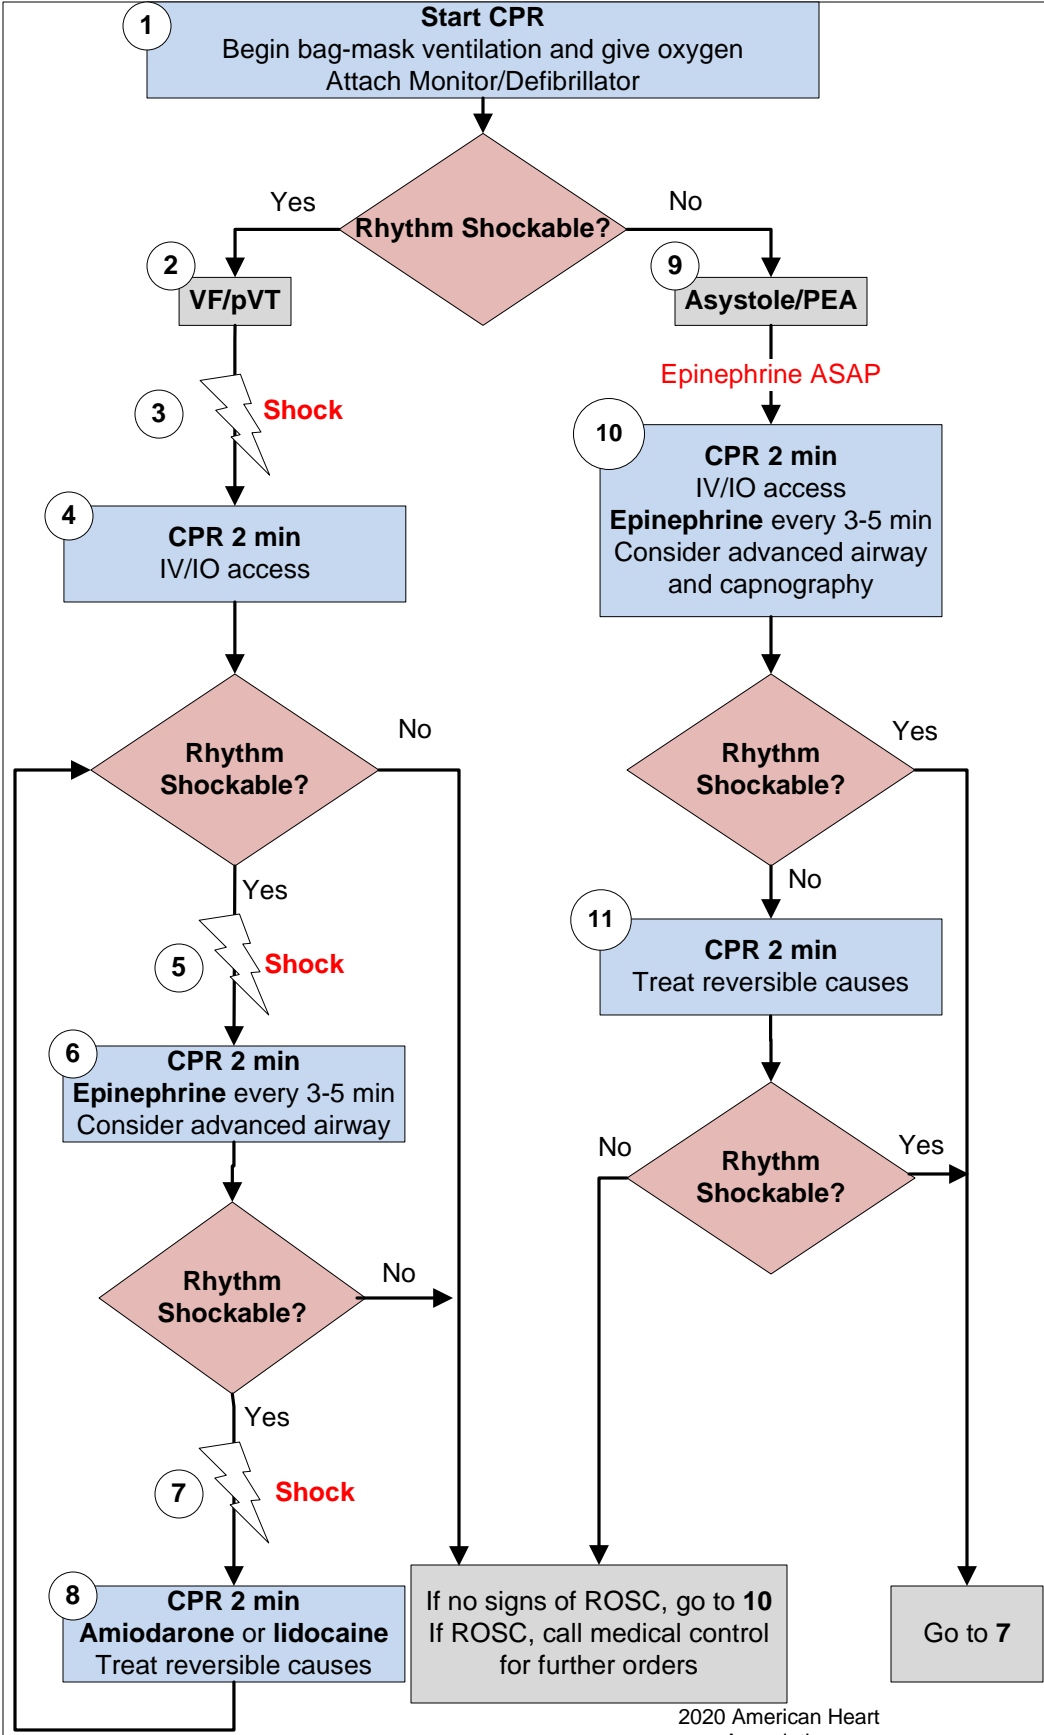 1
Start CPR
Begin bag-mask ventilation and give oxygen
Attach Monitor/Defibrillator
Rhythm Shockable?
Yes
No
2
VF/pVT
3
Shock
4
CPR 2 min
IV/IO access
Rhythm
Shockable?
No
Yes
5
Shock
6
CPR 2 min
Epinephrine every 3-5 min
Consider advanced airway
Rhythm
Shockable?
No
Yes
7
Shock
8
CPR 2 min
Amiodarone or lidocaine
Treat reversible causes
9
Asystole/PEA
Epinephrine ASAP
10
CPR 2 min
IV/IO access
Epinephrine every 3-5 min
Consider advanced airway
and capnography
Rhythm
Shockable?
Yes
No
11
CPR 2 min
Treat reversible causes
Rhythm
Shockable?
No
Yes
If no signs of ROSC, go to 10
If ROSC, call medical control
for further orders
Go to 7
2020 American Heart